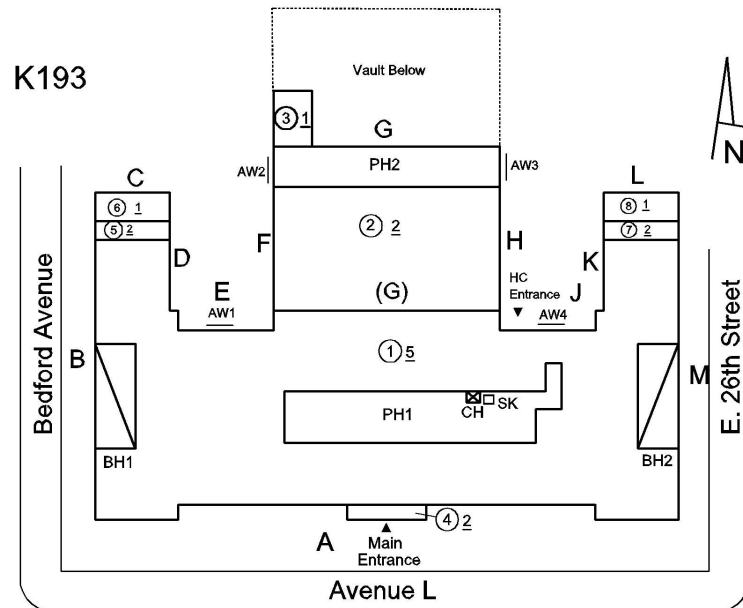 Vault Below
K193
③ 1
G
N
AW2
PH2
AW3
C
L
⑥ 1
⑧ 1
⑤ 2
② 2
⑦ 2
F
H
D
K
HC
Entrance
E
(G)
J
AW1
AW4
① 5
Bedford Avenue
B
M
E. 26th Street
PH1
CH
SK
BH1
BH2
④ 2
A
Main
Entrance
Avenue L